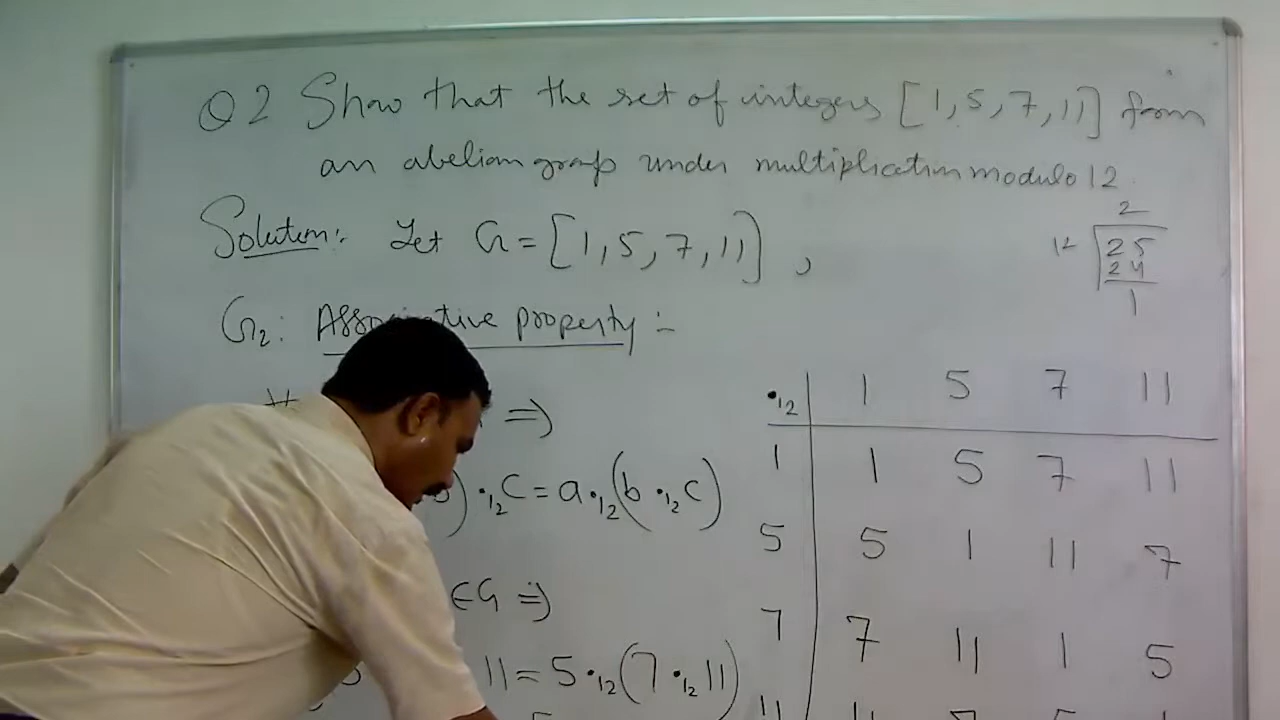 Q 2 Show that the set of integers [1, 5, 7, 11] form
an abelian group under multiplication modulo 12.
Solution:- Let G = [1, 5, 7, 11] ,
2
12 25
24
1
G₂: Associative property :-
⇒
) •₁₂ c = a •₁₂ (b •₁₂ c)
∈ G ⇒
11 = 5 •₁₂ (7 •₁₂ 11)
•₁₂ 1 5 7 11
1 1 5 7 11
5 5 1 11 7
7 7 11 1 5
11